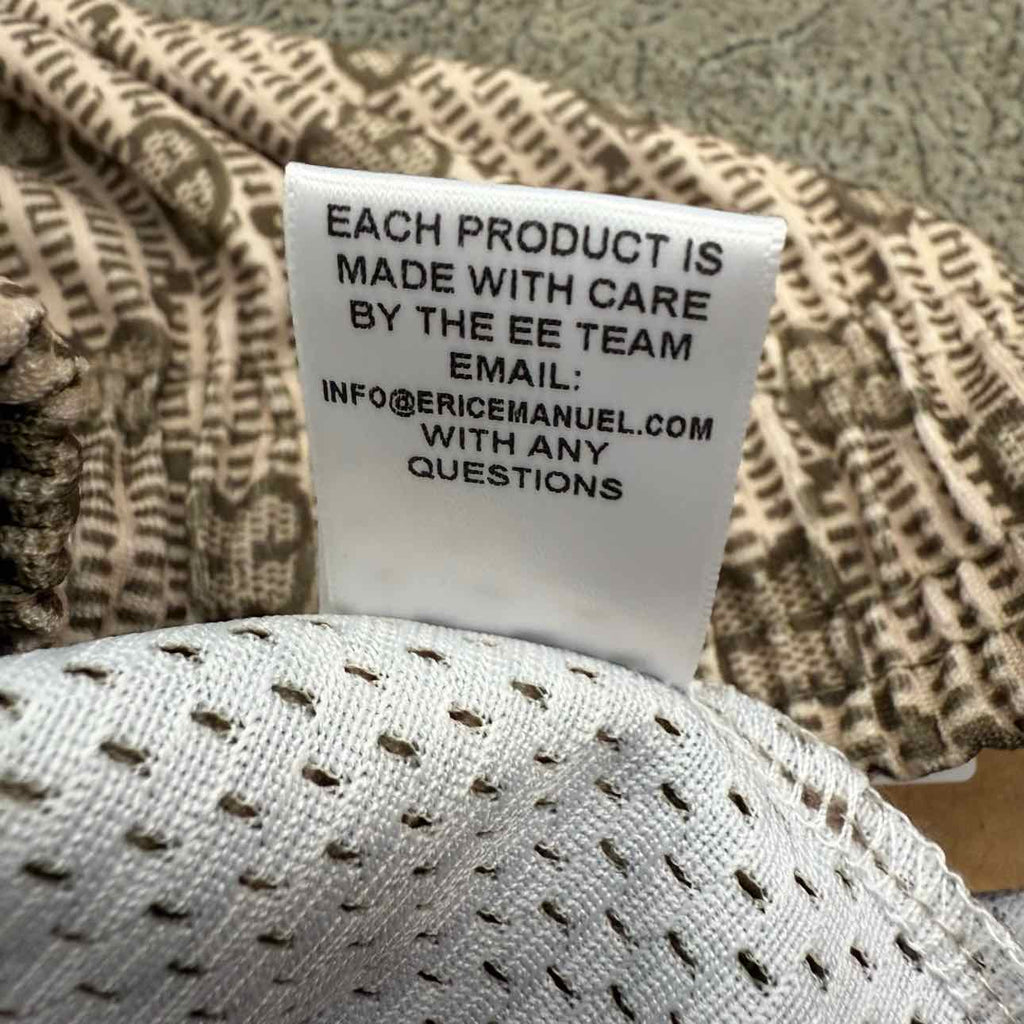 EACH PRODUCT IS
MADE WITH CARE
BY THE EE TEAM
EMAIL:
INFO@ERICEMANUEL.COM
WITH ANY
QUESTIONS